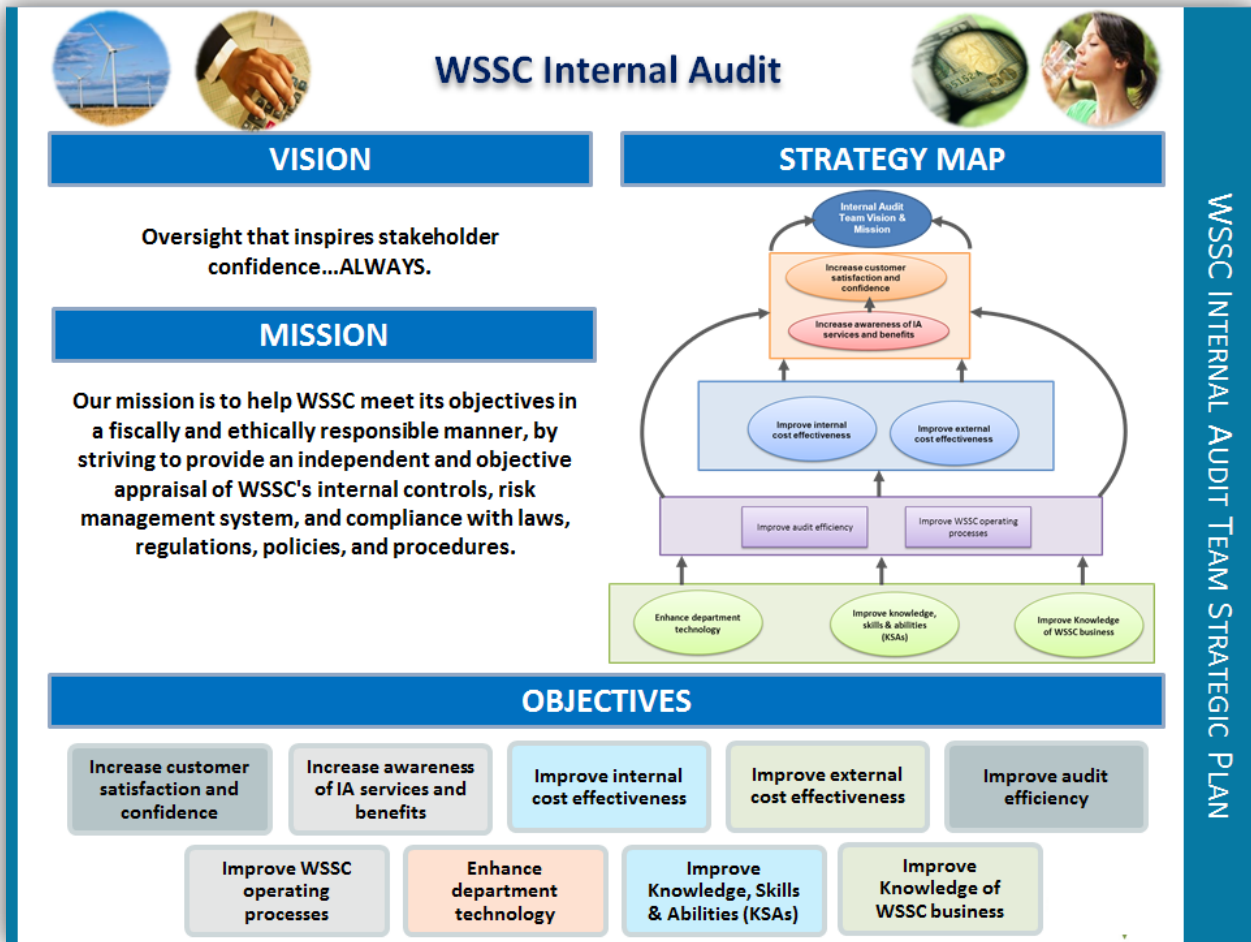 WSSC Internal Audit
VISION
Oversight that inspires stakeholder
confidence...ALWAYS.
MISSION
Our mission is to help WSSC meet its objectives in
a fiscally and ethically responsible manner, by
striving to provide an independent and objective
appraisal of WSSC's internal controls, risk
management system, and compliance with laws,
regulations, policies, and procedures.
STRATEGY MAP
Internal Audit
Team Vision &
Mission
Increase customer
satisfaction and
confidence
Increase awareness of IA
services and benefits
Improve internal
cost effectiveness
Improve external
cost effectiveness
Improve audit efficiency
Improve WSSC operating
processes
Enhance department
technology
Improve knowledge,
skills & abilities
(KSAs)
Improve Knowledge
of WSSC business
OBJECTIVES
Increase customer
satisfaction and
confidence
Increase awareness
of IA services and
benefits
Improve internal
cost effectiveness
Improve external
cost effectiveness
Improve audit
efficiency
Improve WSSC
operating
processes
Enhance
department
technology
Improve
Knowledge, Skills
& Abilities (KSAs)
Improve
Knowledge of
WSSC business
WSSC INTERNAL AUDIT TEAM STRATEGIC PLAN